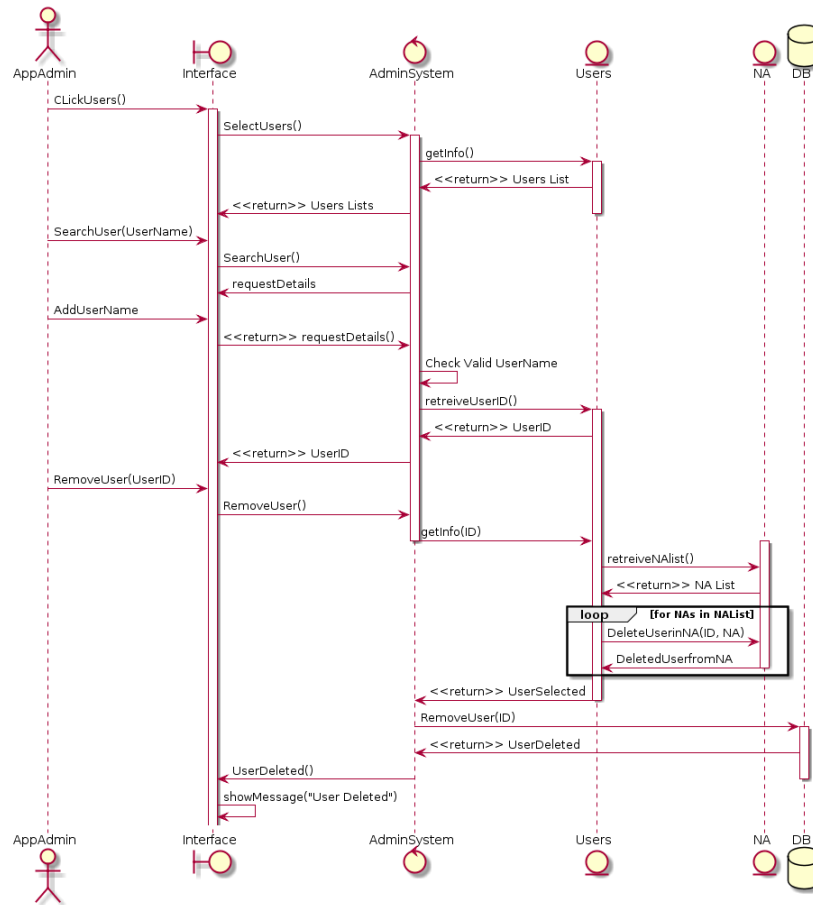 AppAdmin Interface AdminSystem Users NA DB
CLickUsers()
SelectUsers()
getInfo()
<<return>> Users List
<<return>> Users Lists
SearchUser(UserName)
SearchUser()
requestDetails
AddUserName
<<return>> requestDetails()
Check Valid UserName
retreiveUserID()
<<return>> UserID
<<return>> UserID
RemoveUser(UserID)
RemoveUser()
getInfo(ID)
retreiveNAlist()
<<return>> NA List
loop [for NAs in NAList]
DeleteUserinNA(ID, NA)
DeletedUserfromNA
<<return>> UserSelected
RemoveUser(ID)
<<return>> UserDeleted
UserDeleted()
showMessage("User Deleted")
AppAdmin Interface AdminSystem Users NA DB